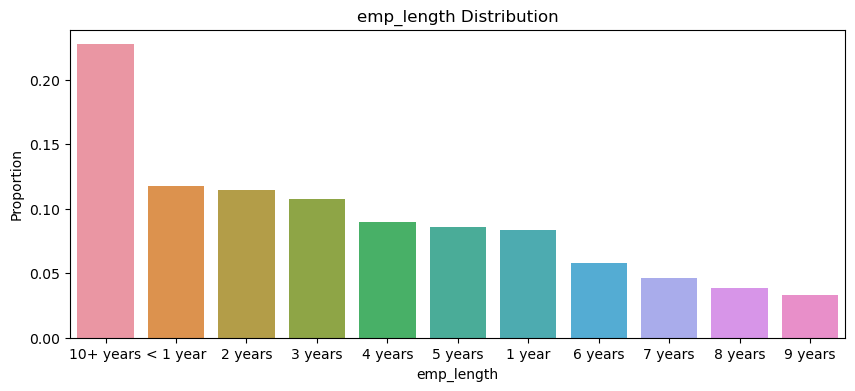 emp_length Distribution
Proportion
0.20
0.15
0.10
0.05
0.00
10+ years < 1 year 2 years 3 years 4 years 5 years 1 year 6 years 7 years 8 years 9 years
emp_length